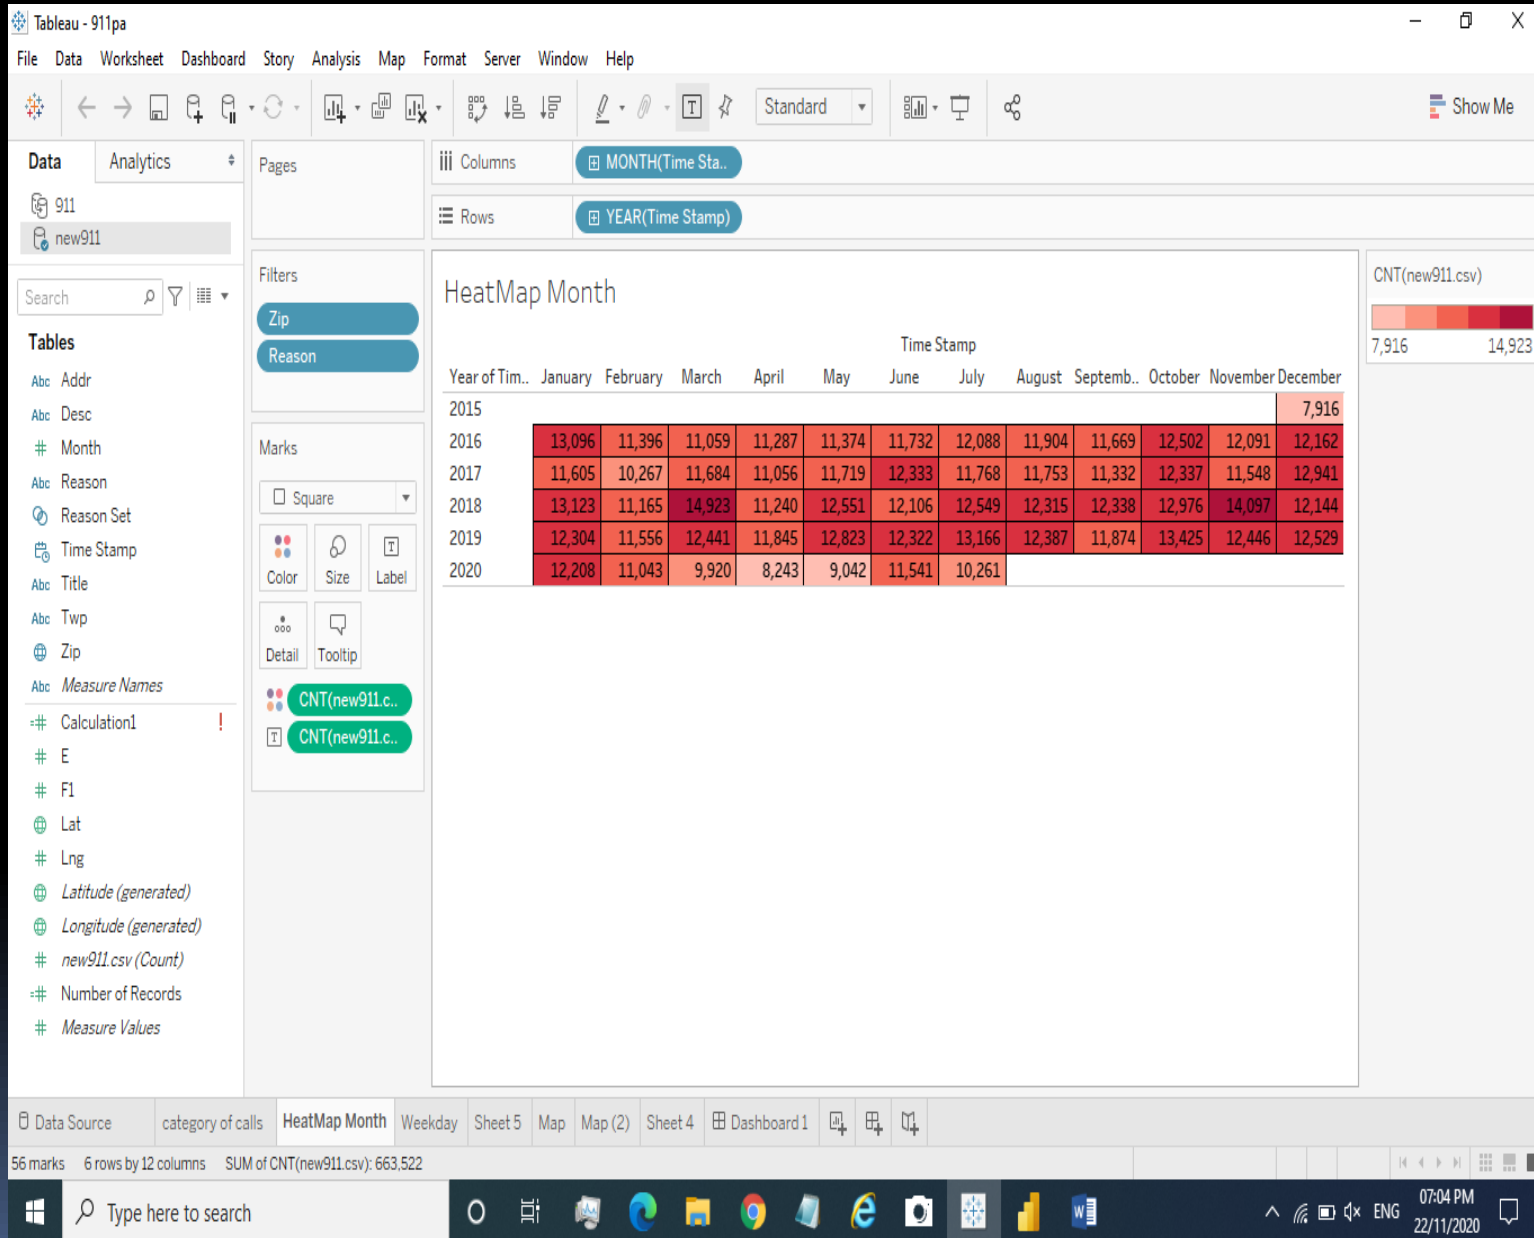 Tableau - 911pa
File Data Worksheet Dashboard Story Analysis Map Format Server Window Help
Standard
Show Me
Data Analytics
911
new911
Search
Tables
Abc Addr
Abc Desc
# Month
Abc Reason
Reason Set
Time Stamp
Abc Title
Abc Twp
Zip
Abc Measure Names
=# Calculation1 !
# E
# F1
Lat
# Lng
Latitude (generated)
Longitude (generated)
# new911.csv (Count)
=# Number of Records
# Measure Values
Pages
Filters
Zip
Reason
Marks
Square
Color Size Label
Detail Tooltip
CNT(new911.c..
CNT(new911.c..
Columns MONTH(Time Sta..
Rows YEAR(Time Stamp)
HeatMap Month
Time Stamp
Year of Tim.. January February March April May June July August Septemb.. October November December
2015 7,916
2016 13,096 11,396 11,059 11,287 11,374 11,732 12,088 11,904 11,669 12,502 12,091 12,162
2017 11,605 10,267 11,684 11,056 11,719 12,333 11,768 11,753 11,332 12,337 11,548 12,941
2018 13,123 11,165 14,923 11,240 12,551 12,106 12,549 12,315 12,338 12,976 14,097 12,144
2019 12,304 11,556 12,441 11,845 12,823 12,322 13,166 12,387 11,874 13,425 12,446 12,529
2020 12,208 11,043 9,920 8,243 9,042 11,541 10,261
CNT(new911.csv)
7,916 14,923
Data Source category of calls HeatMap Month Weekday Sheet 5 Map Map (2) Sheet 4 Dashboard 1
56 marks 6 rows by 12 columns SUM of CNT(new911.csv): 663,522
Type here to search
ENG
07:04 PM
22/11/2020